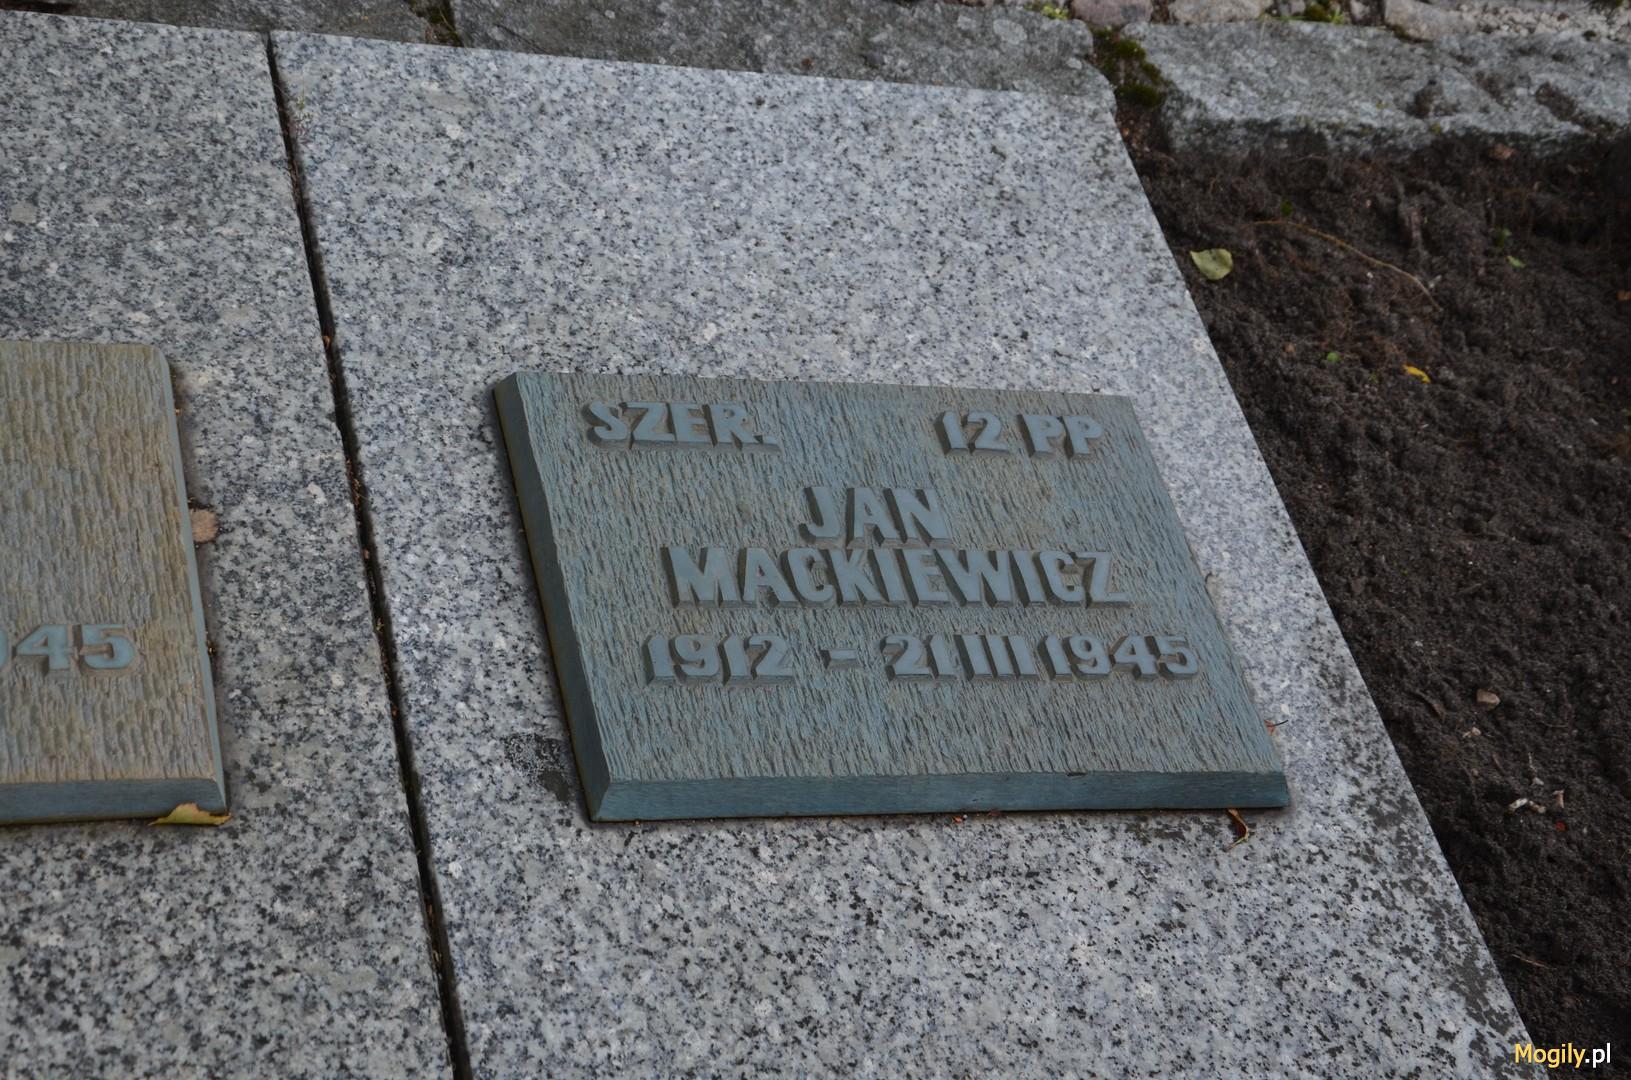 SZER. 12 PP
JAN
MACKIEWICZ
1912 - 21 III 1945
945
Mogily.pl